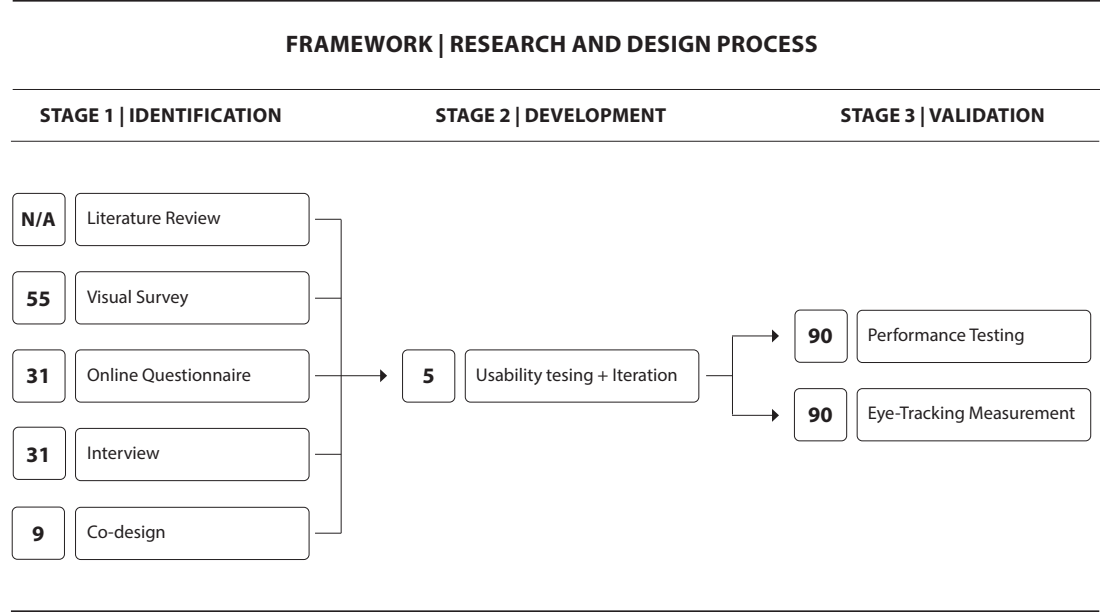 FRAMEWORK | RESEARCH AND DESIGN PROCESS
STAGE 1 | IDENTIFICATION
STAGE 2 | DEVELOPMENT
STAGE 3 | VALIDATION
N/A Literature Review
55 Visual Survey
31 Online Questionnaire
31 Interview
9 Co-design
5 Usability tesing + Iteration
90 Performance Testing
90 Eye-Tracking Measurement